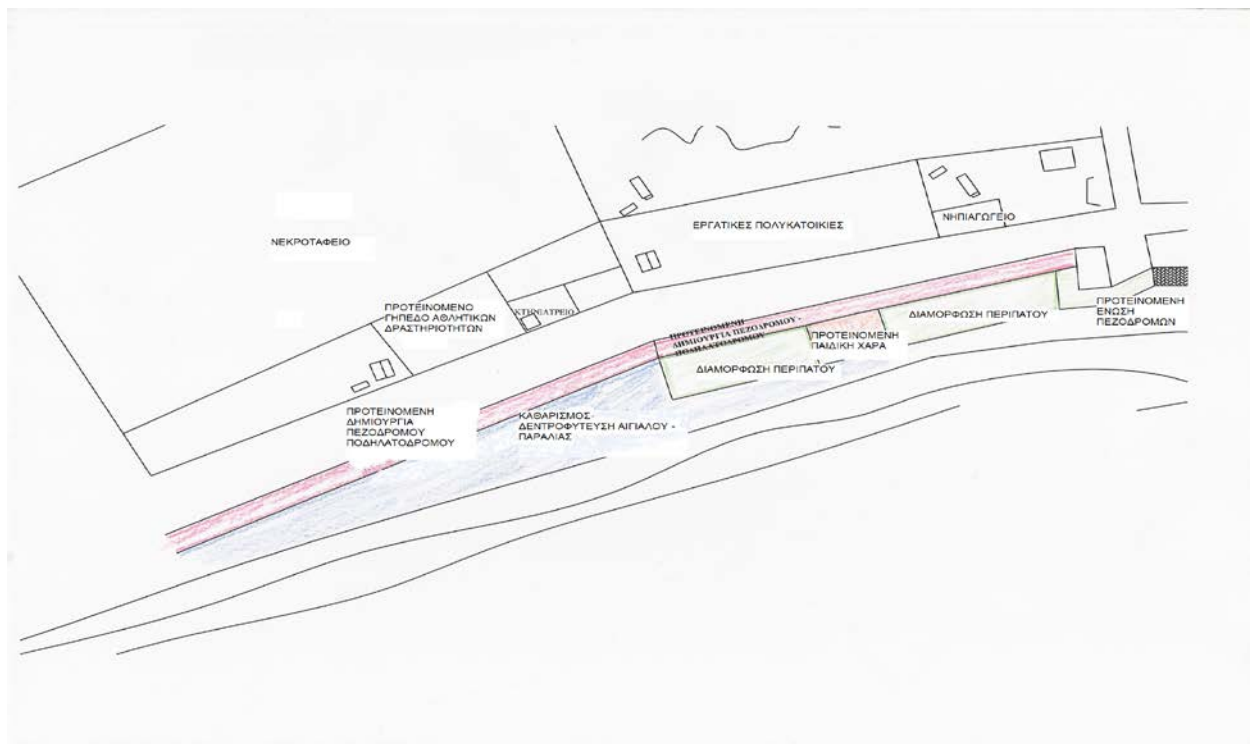 ΝΕΚΡΟΤΑΦΕΙΟ
ΕΡΓΑΤΙΚΕΣ ΠΟΛΥΚΑΤΟΙΚΙΕΣ
ΝΗΠΙΑΓΩΓΕΙΟ
ΠΡΟΤΕΙΝΟΜΕΝΟ
ΓΗΠΕΔΟ ΑΘΛΗΤΙΚΩΝ
ΔΡΑΣΤΗΡΙΟΤΗΤΩΝ
ΚΤΗΝΙΑΤΡΕΙΟ
ΠΡΟΤΕΙΝΟΜΕΝΗ
ΔΗΜΙΟΥΡΓΙΑ ΠΕΖΟΔΡΟΜΟΥ -
ΠΟΔΗΛΑΤΟΔΡΟΜΟΥ
ΠΡΟΤΕΙΝΟΜΕΝΗ
ΠΑΙΔΙΚΗ ΧΑΡΑ
ΔΙΑΜΟΡΦΩΣΗ ΠΕΡΙΠΑΤΟΥ
ΠΡΟΤΕΙΝΟΜΕΝΗ
ΕΝΩΣΗ
ΠΕΖΟΔΡΟΜΩΝ
ΔΙΑΜΟΡΦΩΣΗ ΠΕΡΙΠΑΤΟΥ
ΠΡΟΤΕΙΝΟΜΕΝΗ
ΔΗΜΙΟΥΡΓΙΑ
ΠΕΖΟΔΡΟΜΟΥ
ΠΟΔΗΛΑΤΟΔΡΟΜΟΥ
ΚΑΘΑΡΙΣΜΟΣ-
ΔΕΝΤΡΟΦΥΤΕΥΣΗ ΑΙΓΙΑΛΟΥ -
ΠΑΡΑΛΙΑΣ